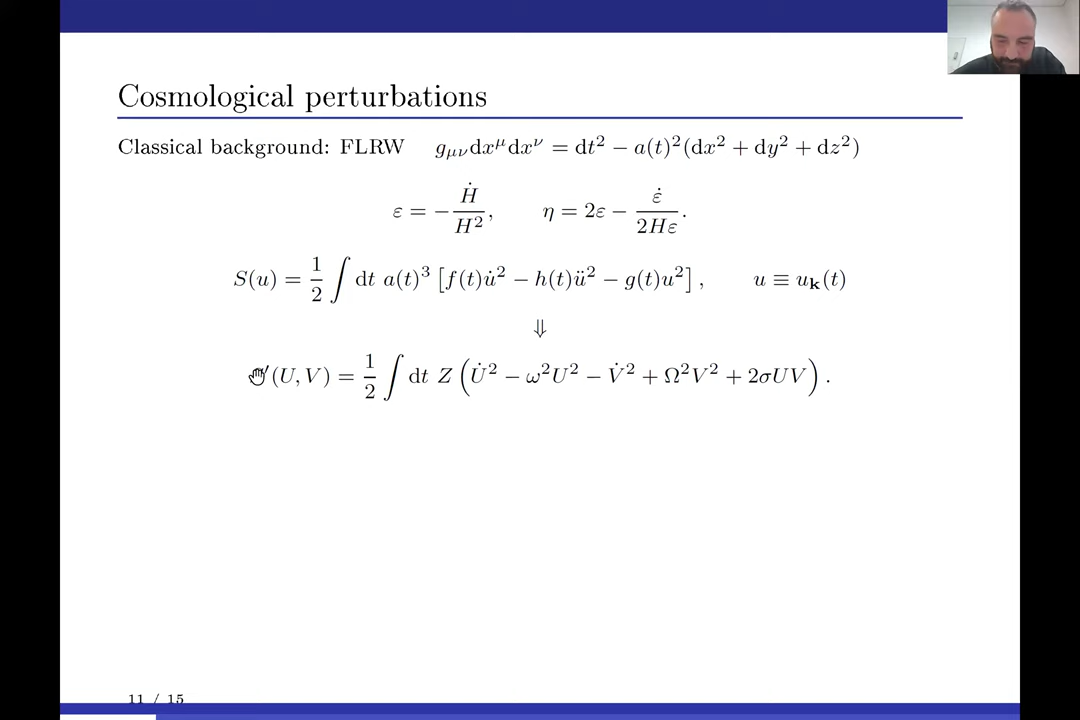 Cosmological perturbations
Classical background: FLRW g_{μν}dx^μdx^ν = dt² − a(t)²(dx² + dy² + dz²)
ε = −Ḣ/H², η = 2ε − ε̇/(2Hε).
S(u) = 1/2 ∫ dt a(t)³ [f(t)u̇² − h(t)ü² − g(t)u²], u ≡ u_𝐤(t)
⇓
′(U, V) = 1/2 ∫ dt Z (U̇² − ω²U² − V̇² + Ω²V² + 2σUV).
11 / 15